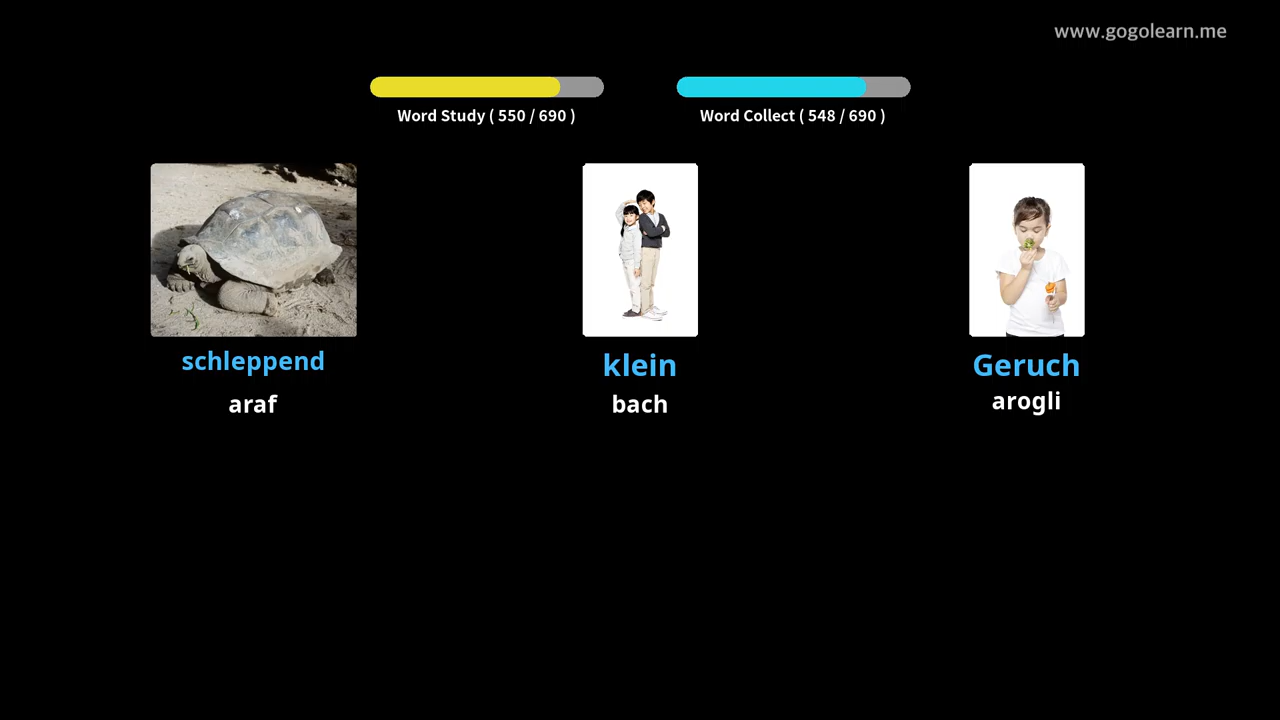 www.gogolearn.me
Word Study ( 550 / 690 )
Word Collect ( 548 / 690 )
schleppend
klein
Geruch
araf
bach
arogli